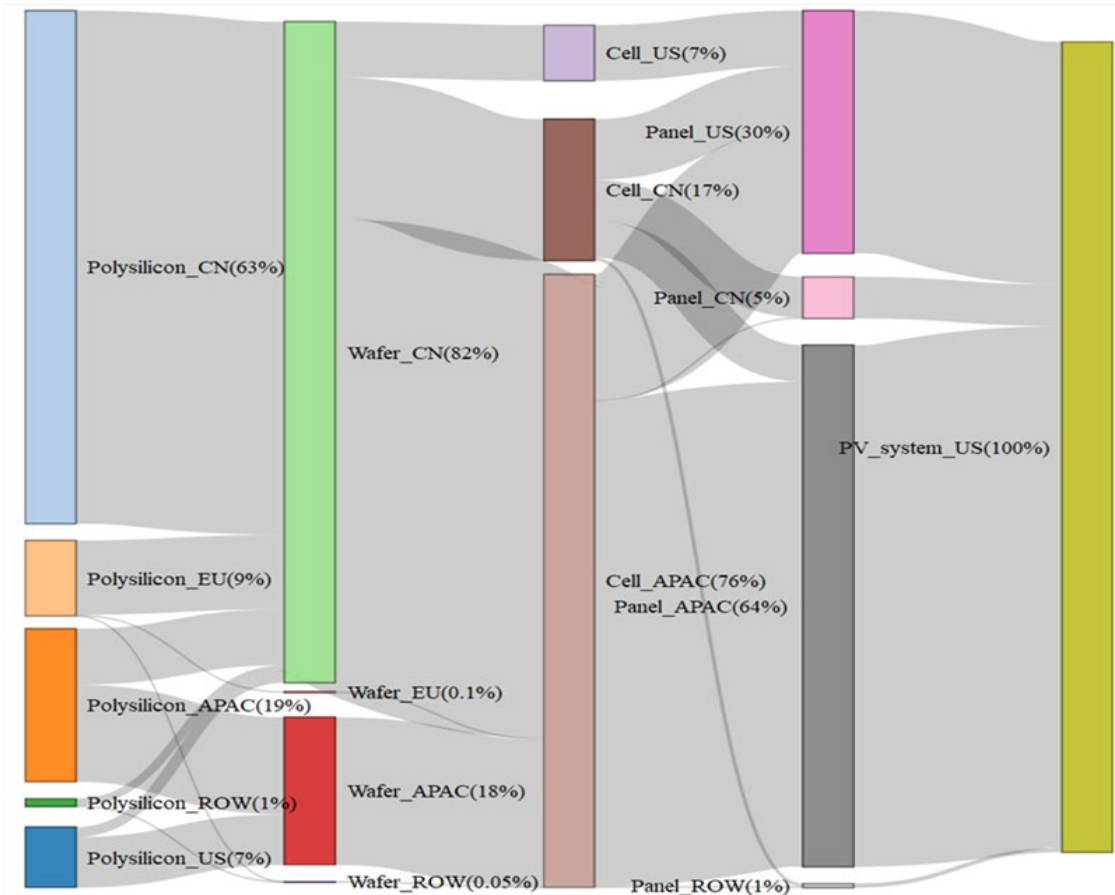 Polysilicon_CN(63%)
Polysilicon_EU(9%)
Polysilicon_APAC(19%)
Polysilicon_ROW(1%)
Polysilicon_US(7%)
Wafer_CN(82%)
Wafer_EU(0.1%)
Wafer_APAC(18%)
Wafer_ROW(0.05%)
Cell_US(7%)
Cell_CN(17%)
Cell_APAC(76%)
Panel_US(30%)
Panel_CN(5%)
Panel_APAC(64%)
Panel_ROW(1%)
PV_system_US(100%)